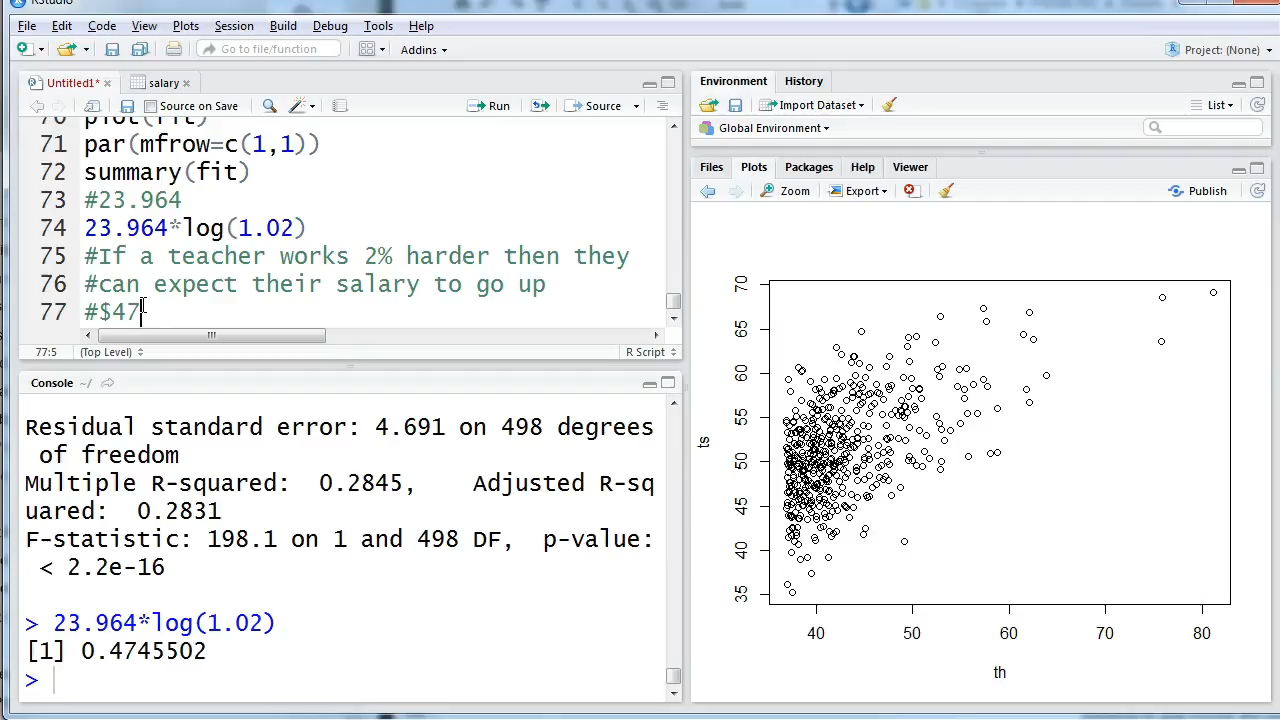 RStudio
File Edit Code View Plots Session Build Debug Tools Help
Go to file/function Addins Project: (None)
Untitled1* salary
Source on Save Run Source
70 plot(fit)
71 par(mfrow=c(1,1))
72 summary(fit)
73 #23.964
74 23.964*log(1.02)
75 #If a teacher works 2% harder then they
76 #can expect their salary to go up
77 #$47
77:5 (Top Level) R Script
Console ~/
Residual standard error: 4.691 on 498 degrees
of freedom
Multiple R-squared: 0.2845, Adjusted R-sq
uared: 0.2831
F-statistic: 198.1 on 1 and 498 DF, p-value:
< 2.2e-16
> 23.964*log(1.02)
[1] 0.4745502
>
Environment History
Import Dataset List
Global Environment
Files Plots Packages Help Viewer
Zoom Export Publish
70
65
60
55
50
45
40
35
ts
40 50 60 70 80
th